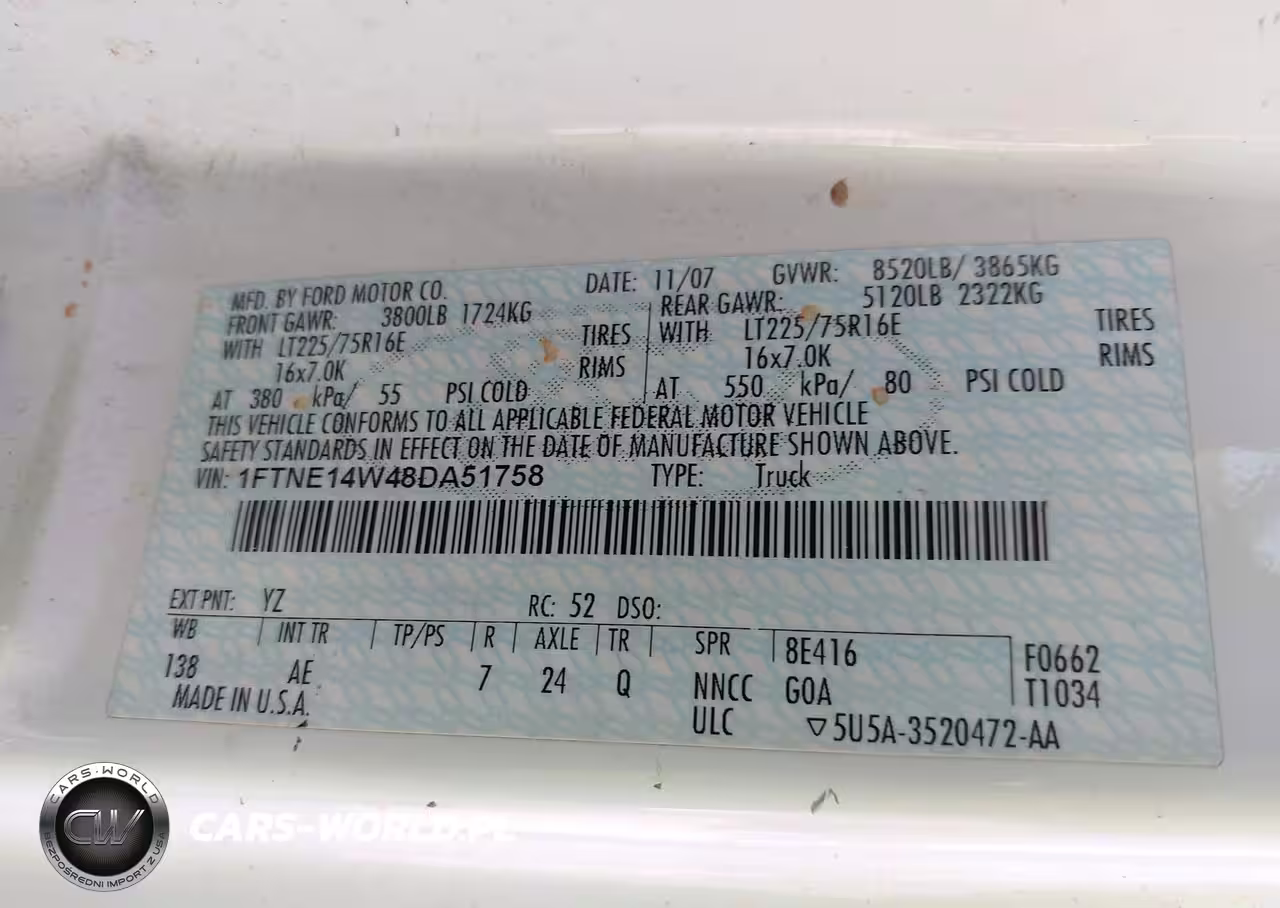 MFD. BY FORD MOTOR CO. DATE: 11/07 GVWR: 8520LB/ 3865KG
FRONT GAWR: 3800LB 1724KG REAR GAWR: 5120LB 2322KG
WITH LT225/75R16E TIRES WITH LT225/75R16E TIRES
16x7.0K RIMS 16x7.0K RIMS
AT 380 kPa/ 55 PSI COLD AT 550 kPa/ 80 PSI COLD
THIS VEHICLE CONFORMS TO ALL APPLICABLE FEDERAL MOTOR VEHICLE
SAFETY STANDARDS IN EFFECT ON THE DATE OF MANUFACTURE SHOWN ABOVE.
VIN: 1FTNE14W48DA51758 TYPE: Truck
EXT PNT: YZ RC: 52 DSO:
WB INT TR TP/PS R AXLE TR SPR 8E416 F0662
138 AE 7 24 Q NNCC G0A T1034
MADE IN U.S.A. ULC ▽5U5A-3520472-AA
CARS-WORLD
CW
BEZPOŚREDNI IMPORT Z USA
CARS-WORLD.PL